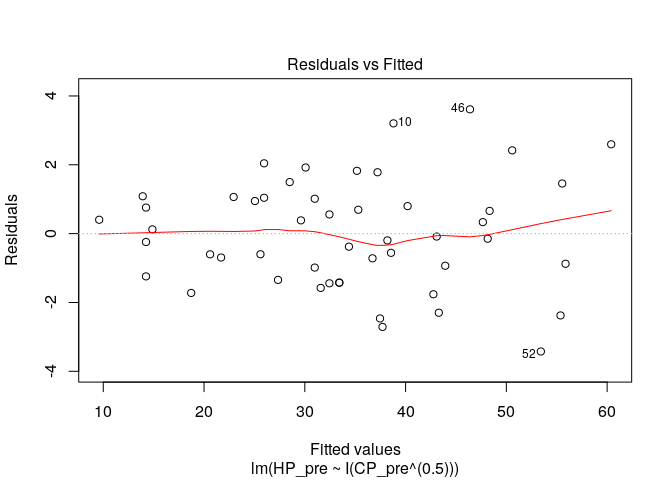 Residuals vs Fitted
4
2
0
-2
-4
Residuals
46
10
52
10 20 30 40 50 60
Fitted values
lm(HP_pre ~ I(CP_pre^(0.5)))